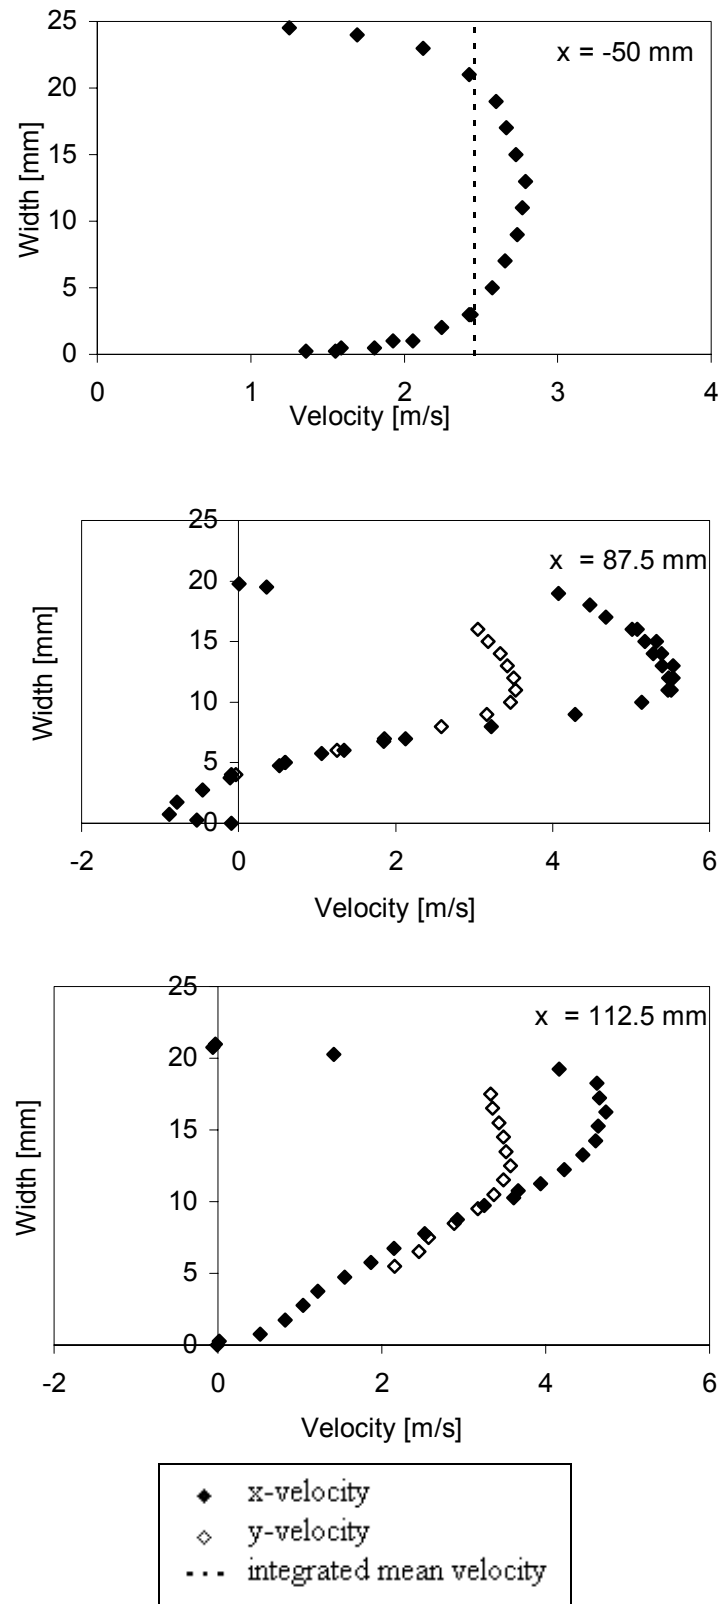 25
x = -50 mm
20
15
Width [mm]
10
5
0
0 1 2 3 4
Velocity [m/s]
25
x = 87.5 mm
20
15
Width [mm]
10
5
0
-2 0 2 4 6
Velocity [m/s]
25
x = 112.5 mm
20
15
Width [mm]
10
5
0
-2 0 2 4 6
Velocity [m/s]
x-velocity
y-velocity
integrated mean velocity